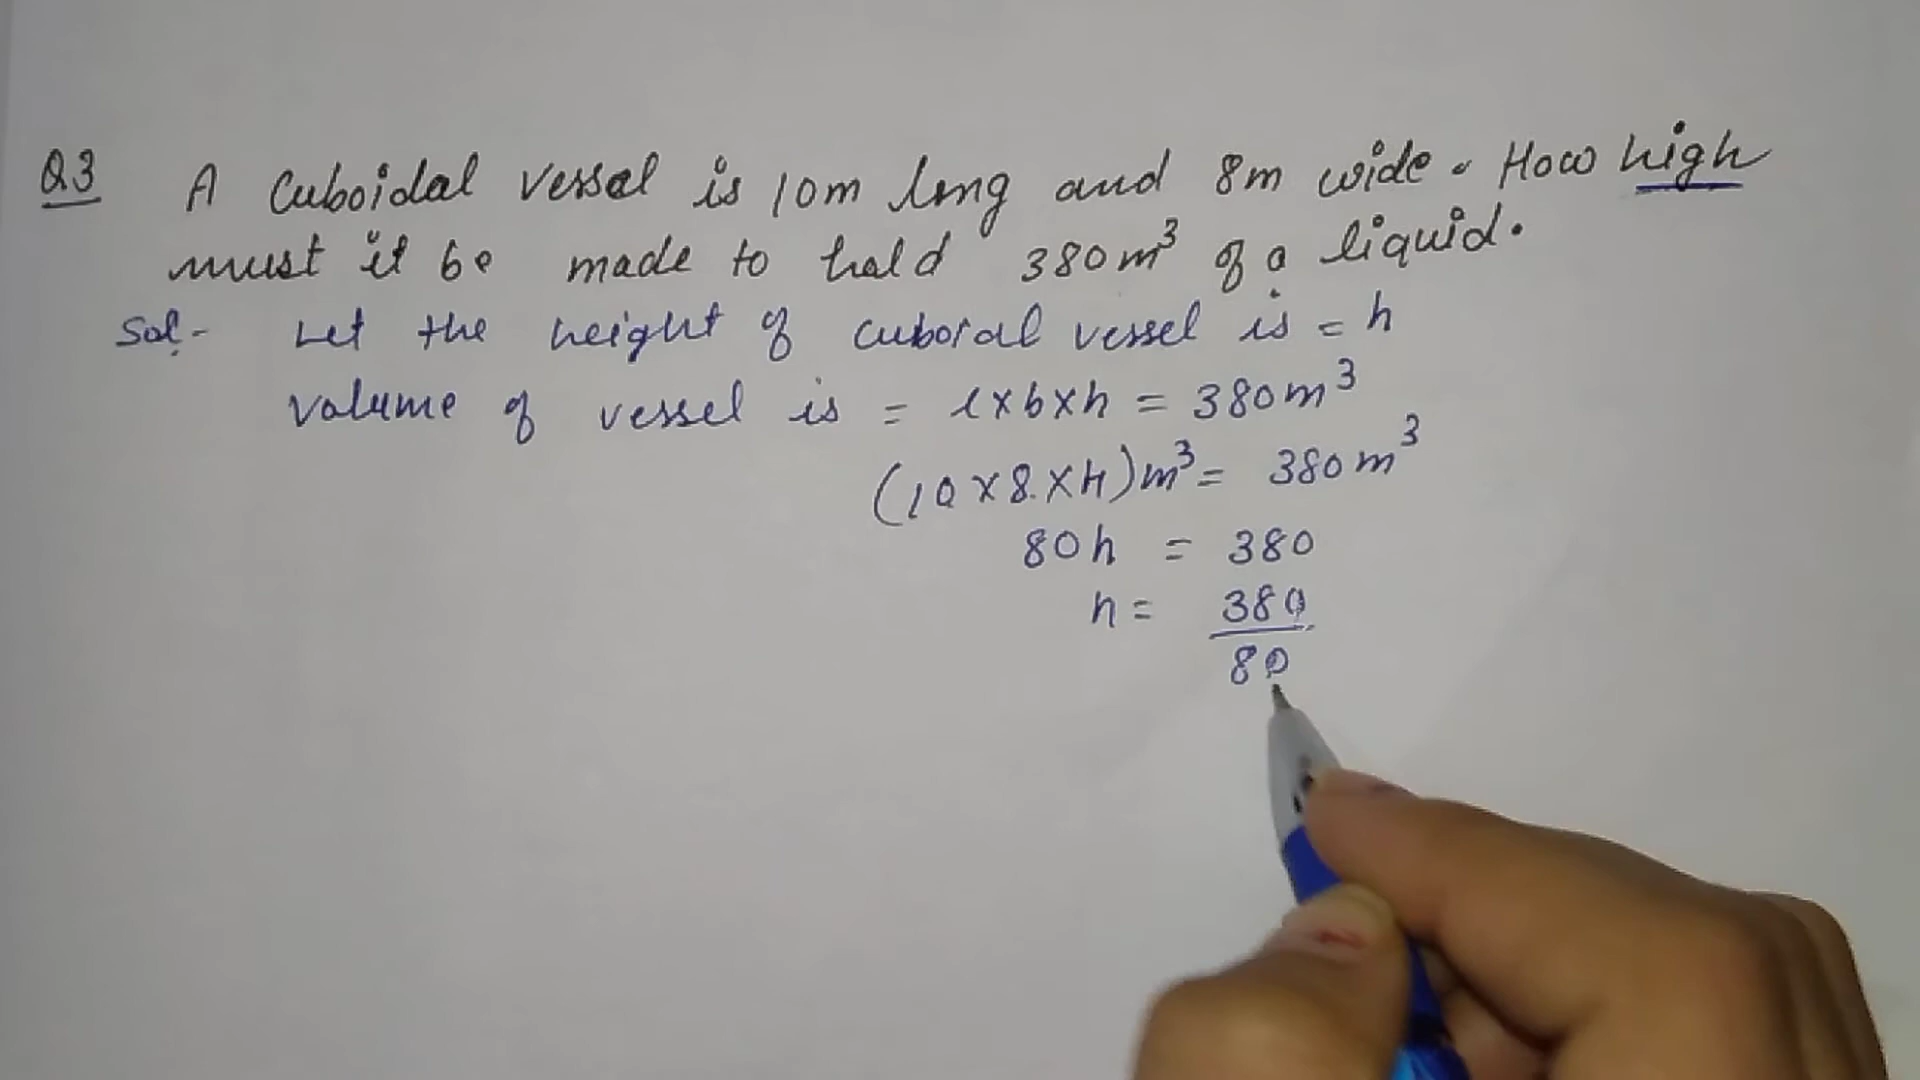 Q3 A Cuboidal vessel is 10m long and 8m wide. How high
must it be made to hold 380m³ of a liquid.
Sol- Let the height of cuboial vessel is = h
volume of vessel is = l×b×h = 380m³
(10×8×h)m³ = 380m³
80h = 380
h = 380
80